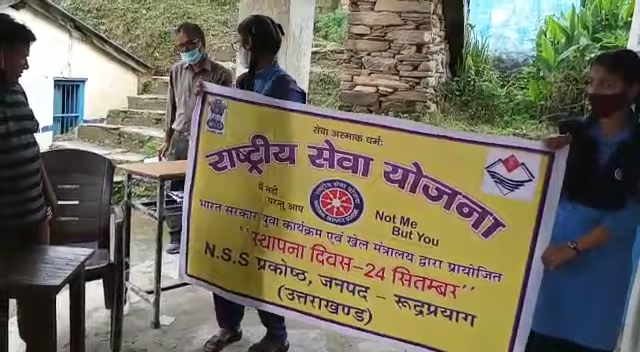 सेवा अस्माकं धर्मः
राष्ट्रीय सेवा योजना
मैं नहीं
परन्तु आप
Not Me
But You
भारत सरकार युवा कार्यक्रम एवं खेल मंत्रालय द्वारा प्रायोजित
"स्थापना दिवस-24 सितम्बर"
N.S.S प्रकोष्ठ, जनपद - रूद्रप्रयाग
(उत्तराखण्ड)